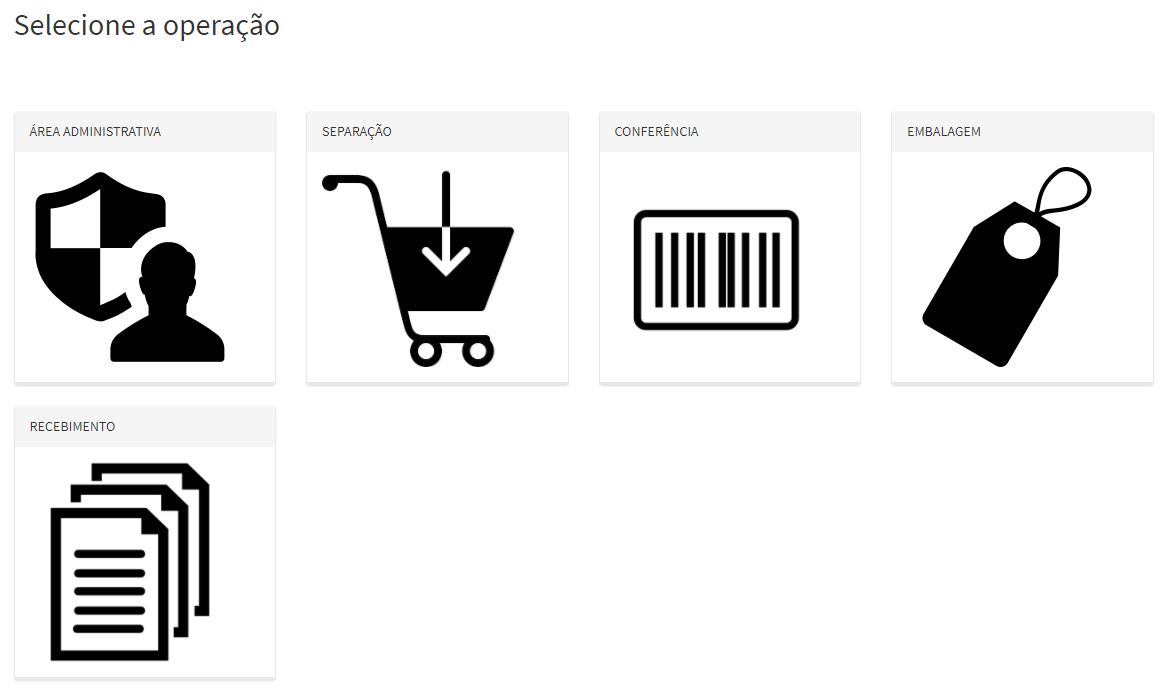 Selecione a operação
ÁREA ADMINISTRATIVA
SEPARAÇÃO
CONFERÊNCIA
EMBALAGEM
RECEBIMENTO